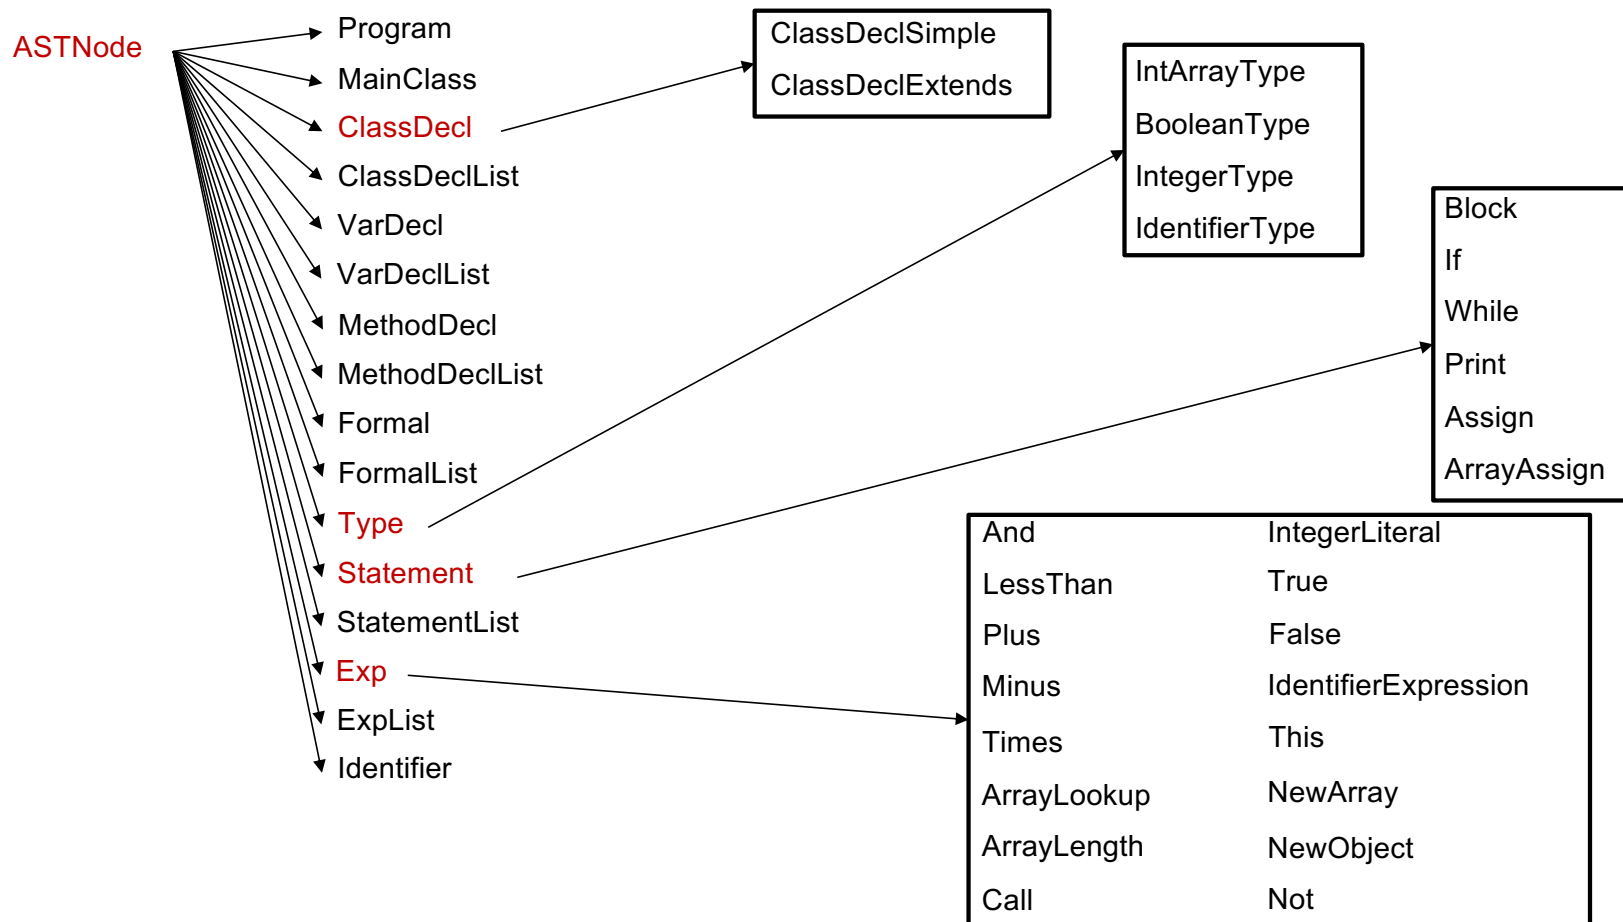 ASTNode
Program
MainClass
ClassDecl
ClassDeclList
VarDecl
VarDeclList
MethodDecl
MethodDeclList
Formal
FormalList
Type
Statement
StatementList
Exp
ExpList
Identifier
ClassDeclSimple
ClassDeclExtends
IntArrayType
BooleanType
IntegerType
IdentifierType
Block
If
While
Print
Assign
ArrayAssign
And
LessThan
Plus
Minus
Times
ArrayLookup
ArrayLength
Call
IntegerLiteral
True
False
IdentifierExpression
This
NewArray
NewObject
Not